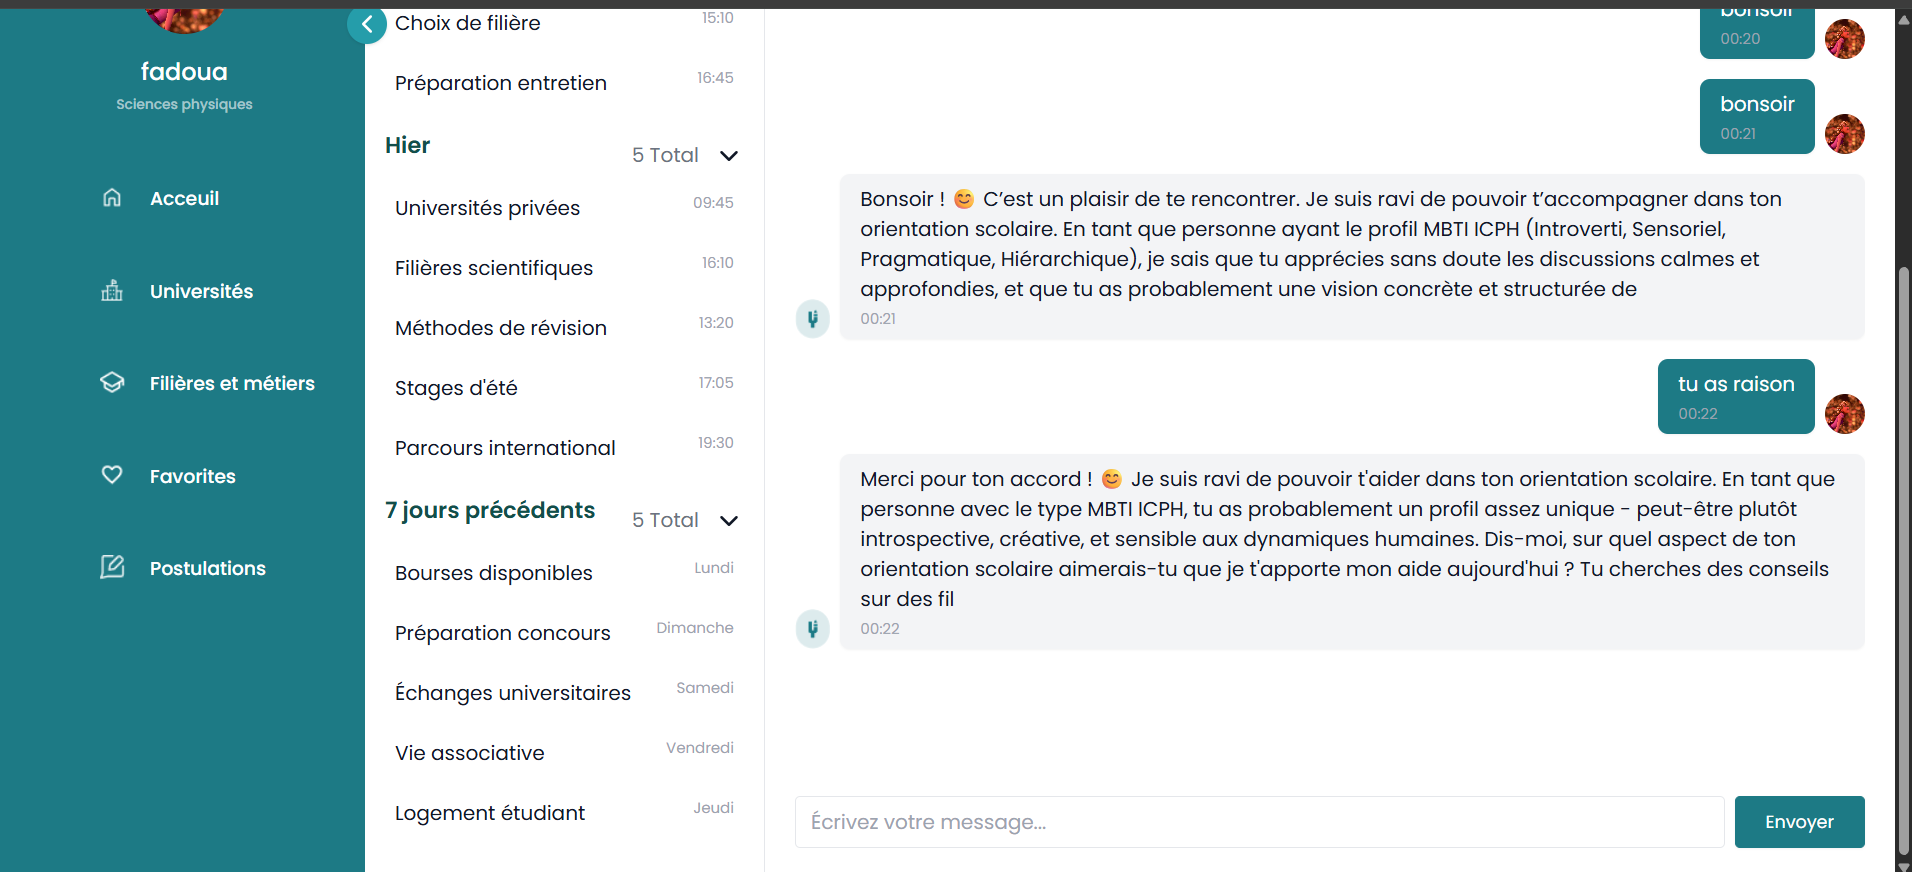 fadoua
Sciences physiques
Acceuil
Universités
Filières et métiers
Favorites
Postulations
Choix de filière 15:10
Préparation entretien 16:45
Hier 5 Total
Universités privées 09:45
Filières scientifiques 16:10
Méthodes de révision 13:20
Stages d'été 17:05
Parcours international 19:30
7 jours précédents 5 Total
Bourses disponibles Lundi
Préparation concours Dimanche
Échanges universitaires Samedi
Vie associative Vendredi
Logement étudiant Jeudi
bonsoir
00:20
bonsoir
00:21
Bonsoir ! 😊 C’est un plaisir de te rencontrer. Je suis ravi de pouvoir t’accompagner dans ton
orientation scolaire. En tant que personne ayant le profil MBTI ICPH (Introverti, Sensoriel,
Pragmatique, Hiérarchique), je sais que tu apprécies sans doute les discussions calmes et
approfondies, et que tu as probablement une vision concrète et structurée de
00:21
tu as raison
00:22
Merci pour ton accord ! 😊 Je suis ravi de pouvoir t'aider dans ton orientation scolaire. En tant que
personne avec le type MBTI ICPH, tu as probablement un profil assez unique - peut-être plutôt
introspective, créative, et sensible aux dynamiques humaines. Dis-moi, sur quel aspect de ton
orientation scolaire aimerais-tu que je t'apporte mon aide aujourd'hui ? Tu cherches des conseils
sur des fil
00:22
Écrivez votre message...
Envoyer